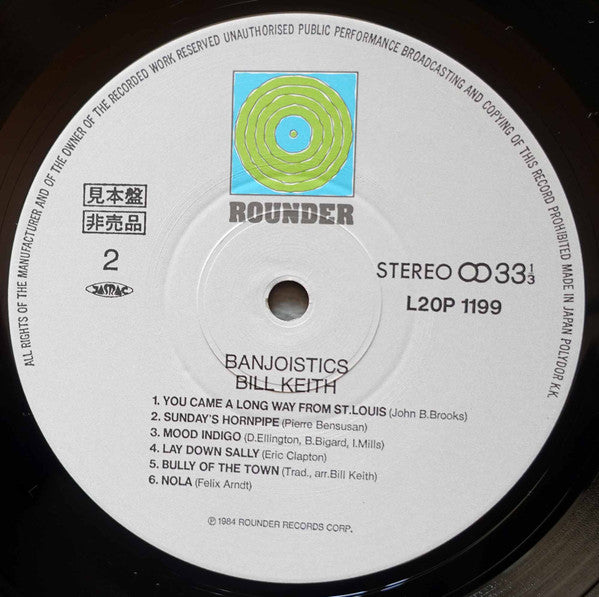 ALL RIGHTS OF THE MANUFACTURER AND OF THE OWNER OF THE RECORDED WORK RESERVED UNAUTHORISED PUBLIC PERFORMANCE BROADCASTING AND COPYING OF THIS RECORD PROHIBITED MADE IN JAPAN POLYDOR K.K.
ROUNDER
見本盤
非売品
2
JASRAC
STEREO 33⅓
L20P 1199
BANJOISTICS
BILL KEITH
1. YOU CAME A LONG WAY FROM ST.LOUIS (John B.Brooks)
2. SUNDAY'S HORNPIPE (Pierre Bensusan)
3. MOOD INDIGO (D.Ellington, B.Bigard, I.Mills)
4. LAY DOWN SALLY (Eric Clapton)
5. BULLY OF THE TOWN (Trad., arr.Bill Keith)
6. NOLA (Felix Arndt)
℗ 1984 ROUNDER RECORDS CORP.